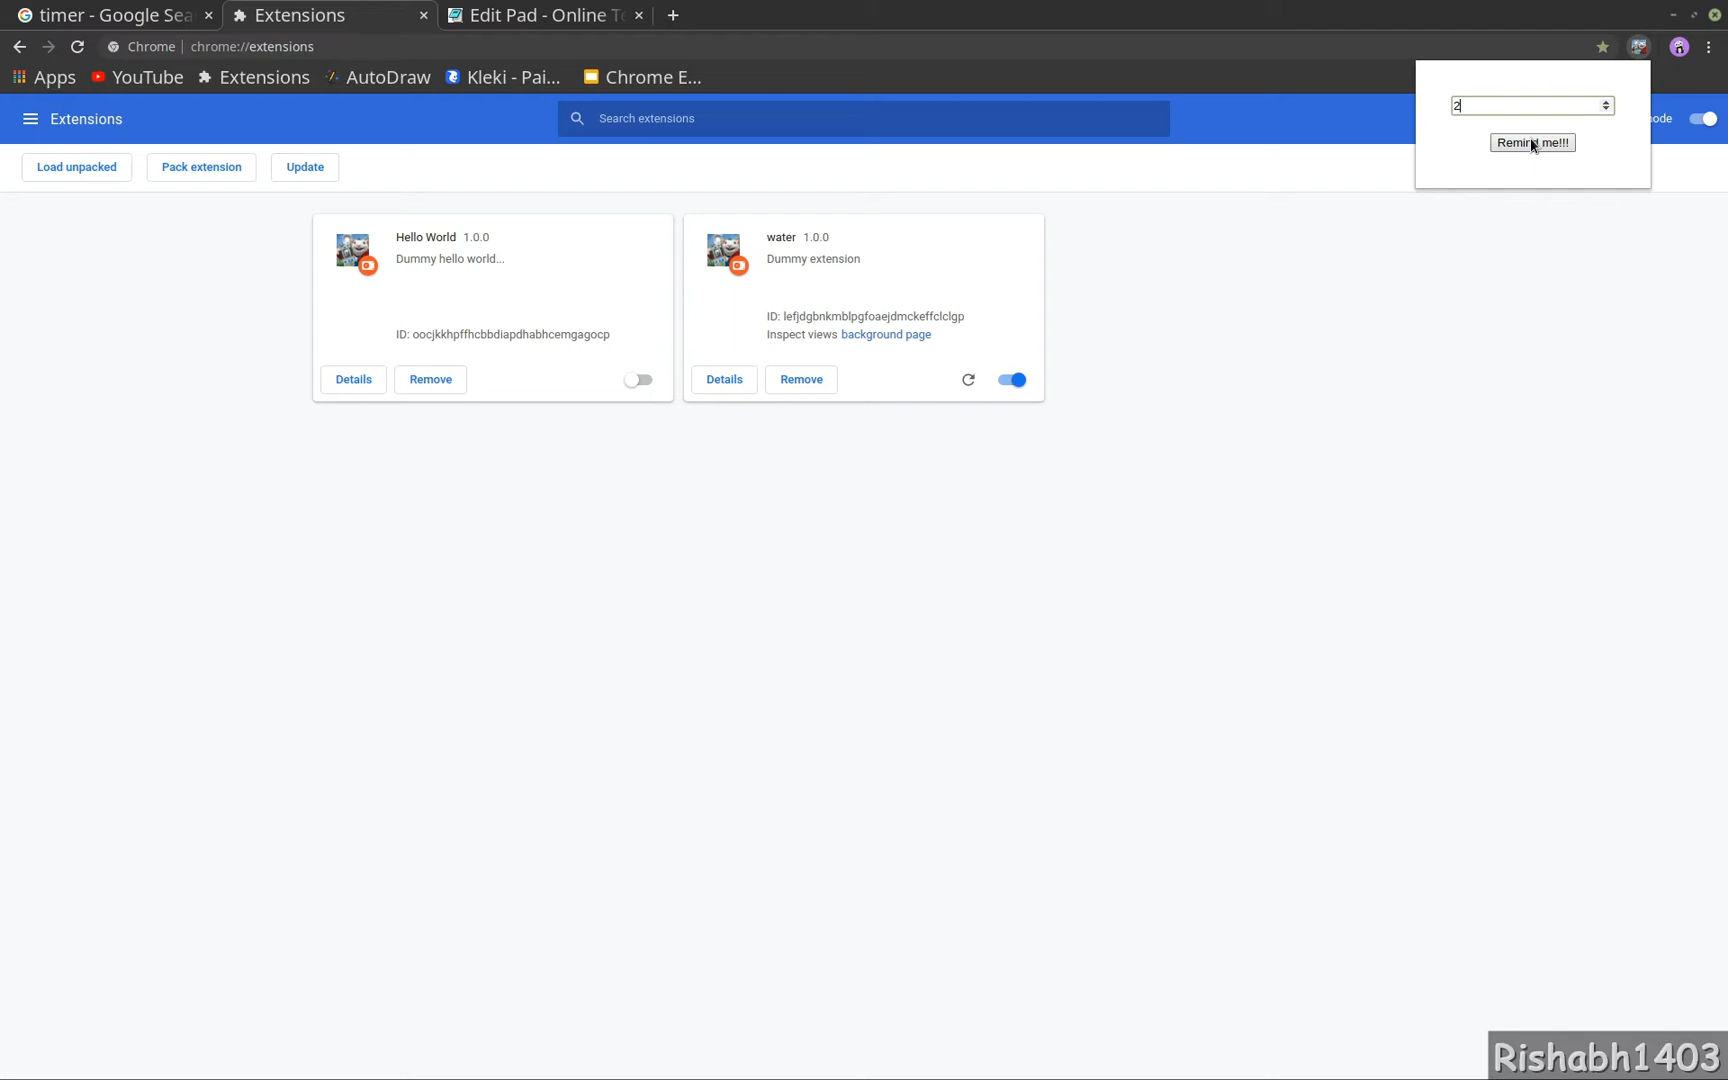 timer - Google Sea
Extensions
Edit Pad - Online Te
Chrome | chrome://extensions
Apps
YouTube
Extensions
AutoDraw
Kleki - Pai...
Chrome E...
2
Remind me!!!
Extensions
Search extensions
ode
Load unpacked
Pack extension
Update
Hello World 1.0.0
Dummy hello world...
ID: oocjkkhpffhcbbdiapdhabhcemgagocp
Details
Remove
water 1.0.0
Dummy extension
ID: lefjdgbnkmblpgfoaejdmckeffclclgp
Inspect views background page
Details
Remove
Rishabh1403